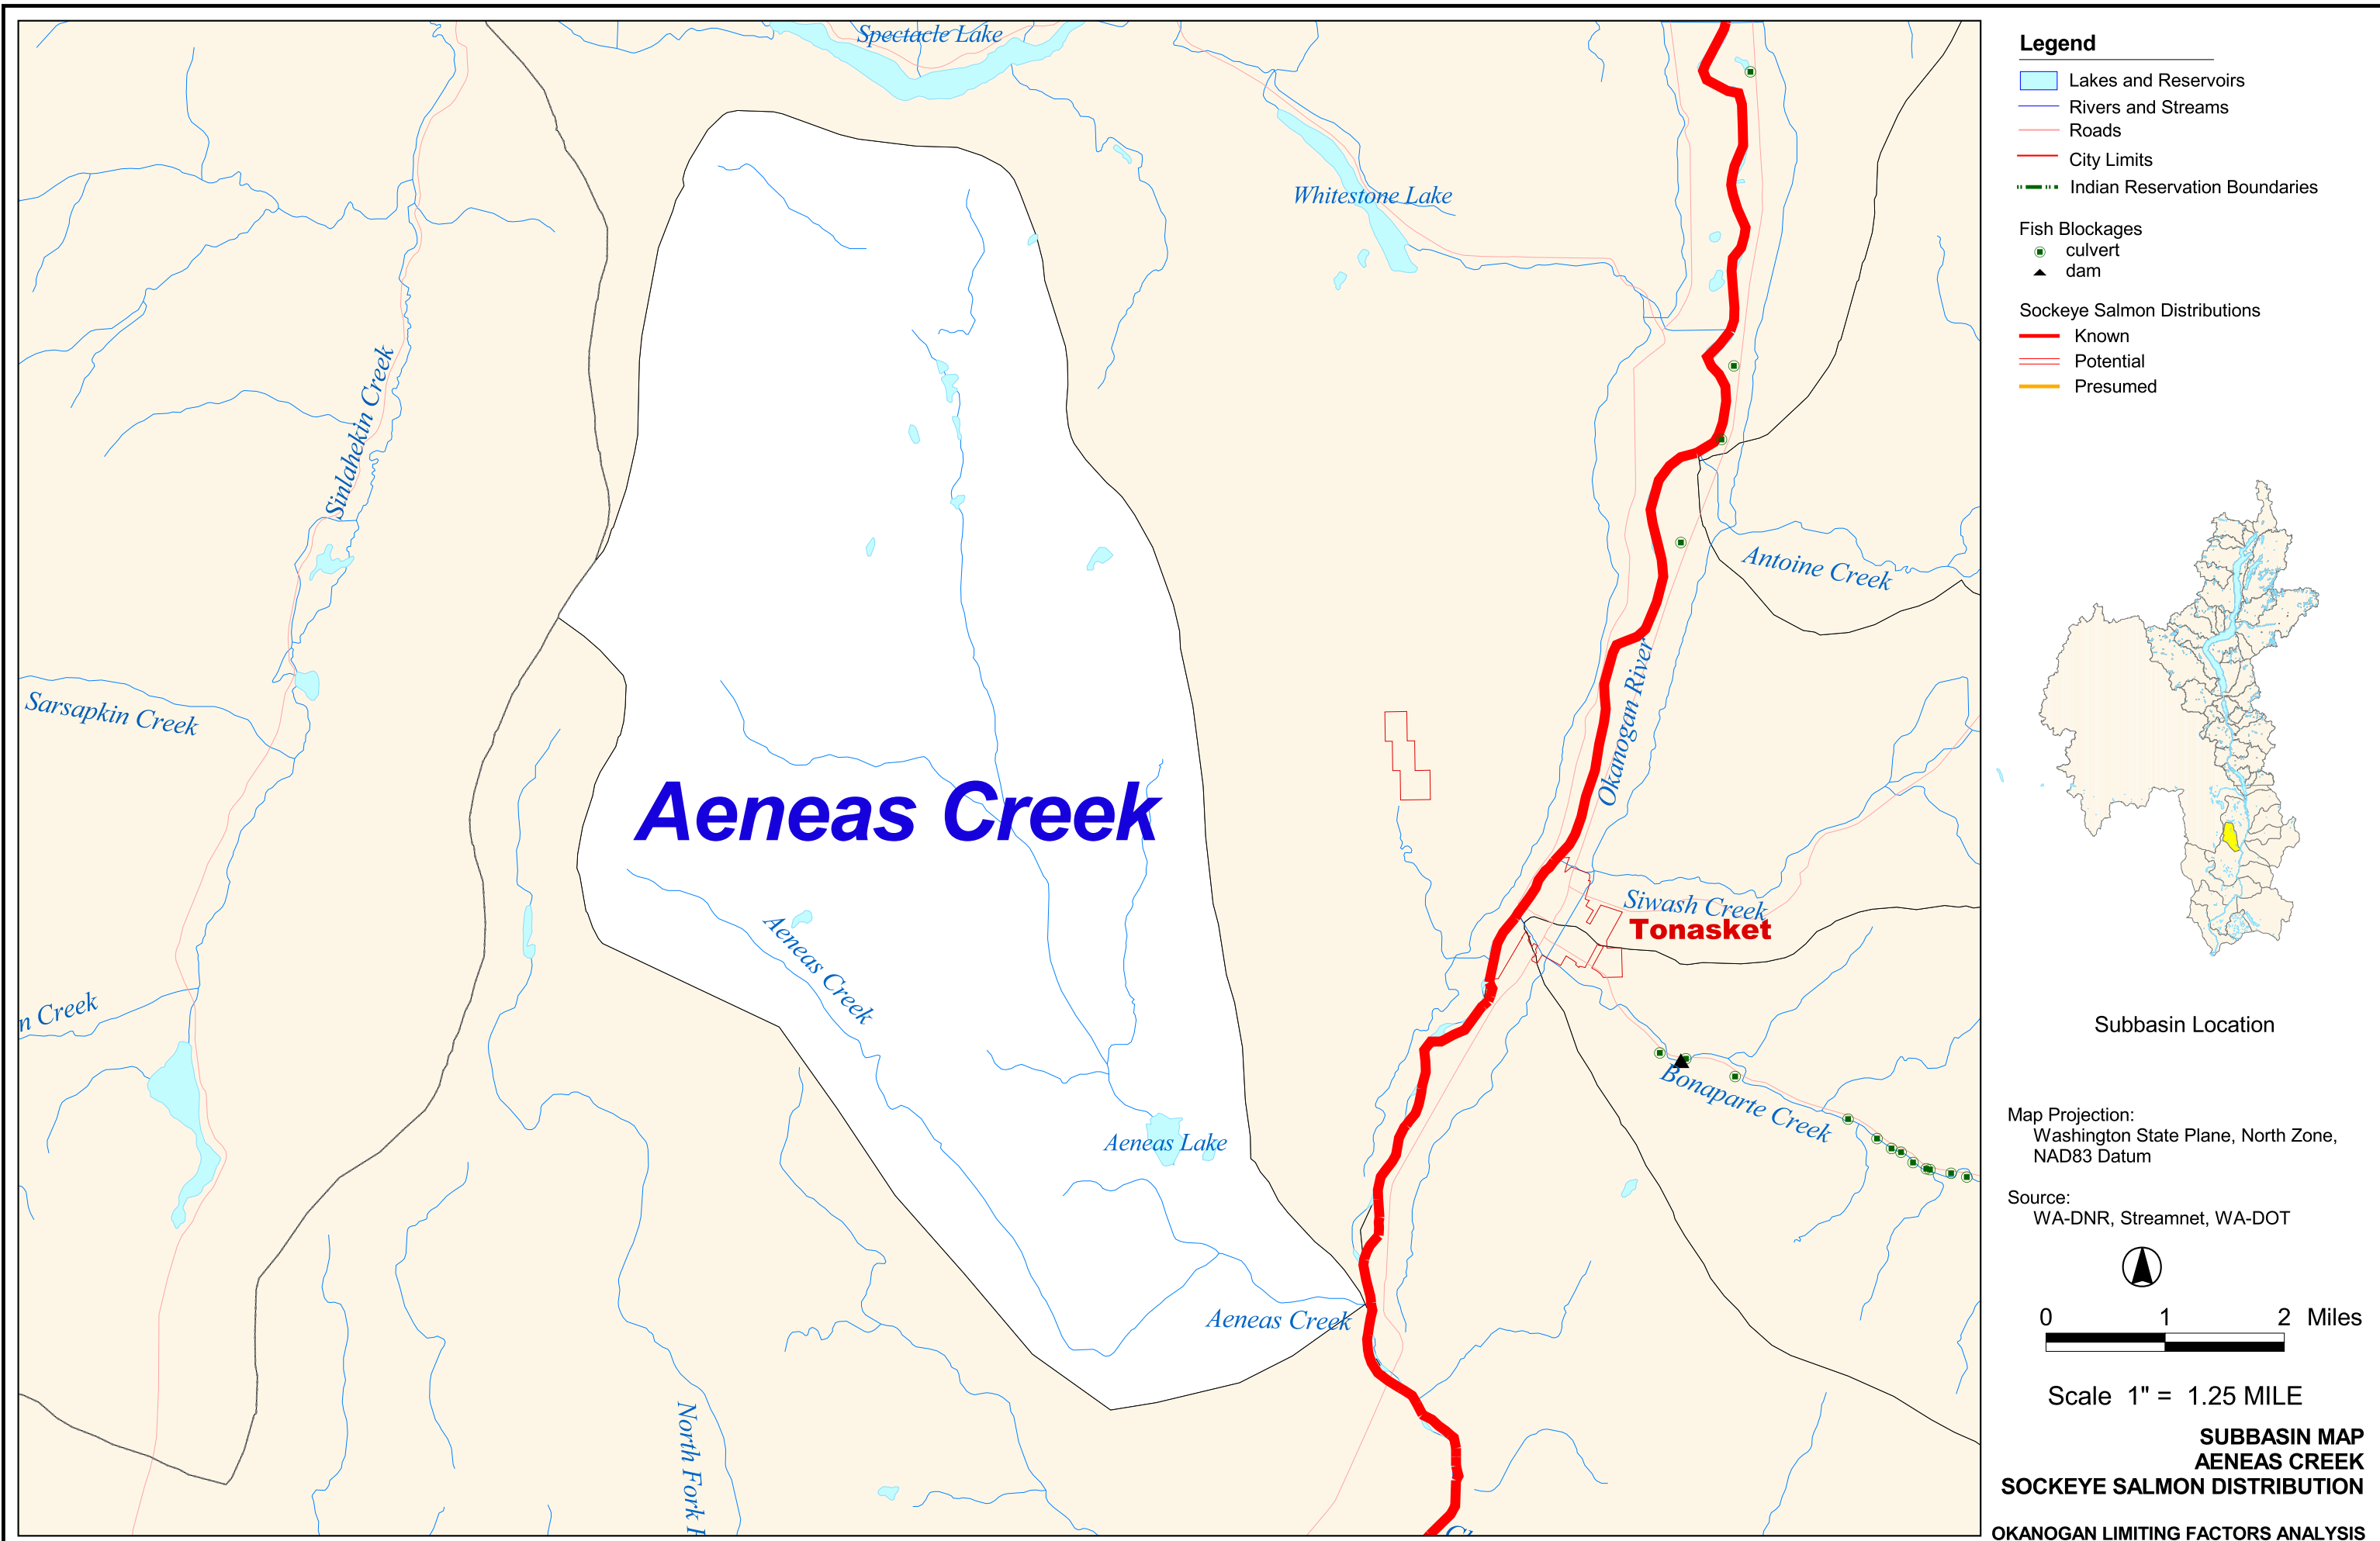 Spectacle Lake
Whitestone Lake
Sinlahekin Creek
Antoine Creek
Okanogan River
Sarsapkin Creek
Aeneas Creek
Siwash Creek
Tonasket
Aeneas Creek
n Creek
Bonaparte Creek
Aeneas Lake
Aeneas Creek
North Fork
Legend
Lakes and Reservoirs
Rivers and Streams
Roads
City Limits
Indian Reservation Boundaries
Fish Blockages
culvert
dam
Sockeye Salmon Distributions
Known
Potential
Presumed
Subbasin Location
Map Projection:
Washington State Plane, North Zone,
NAD83 Datum
Source:
WA-DNR, Streamnet, WA-DOT
0 1 2 Miles
Scale 1" = 1.25 MILE
SUBBASIN MAP
AENEAS CREEK
SOCKEYE SALMON DISTRIBUTION
OKANOGAN LIMITING FACTORS ANALYSIS